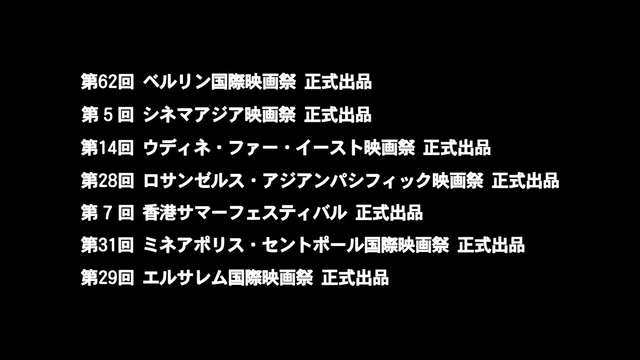 第62回 ベルリン国際映画祭 正式出品
第 5 回 シネマアジア映画祭 正式出品
第14回 ウディネ・ファー・イースト映画祭 正式出品
第28回 ロサンゼルス・アジアンパシフィック映画祭 正式出品
第 7 回 香港サマーフェスティバル 正式出品
第31回 ミネアポリス・セントポール国際映画祭 正式出品
第29回 エルサレム国際映画祭 正式出品